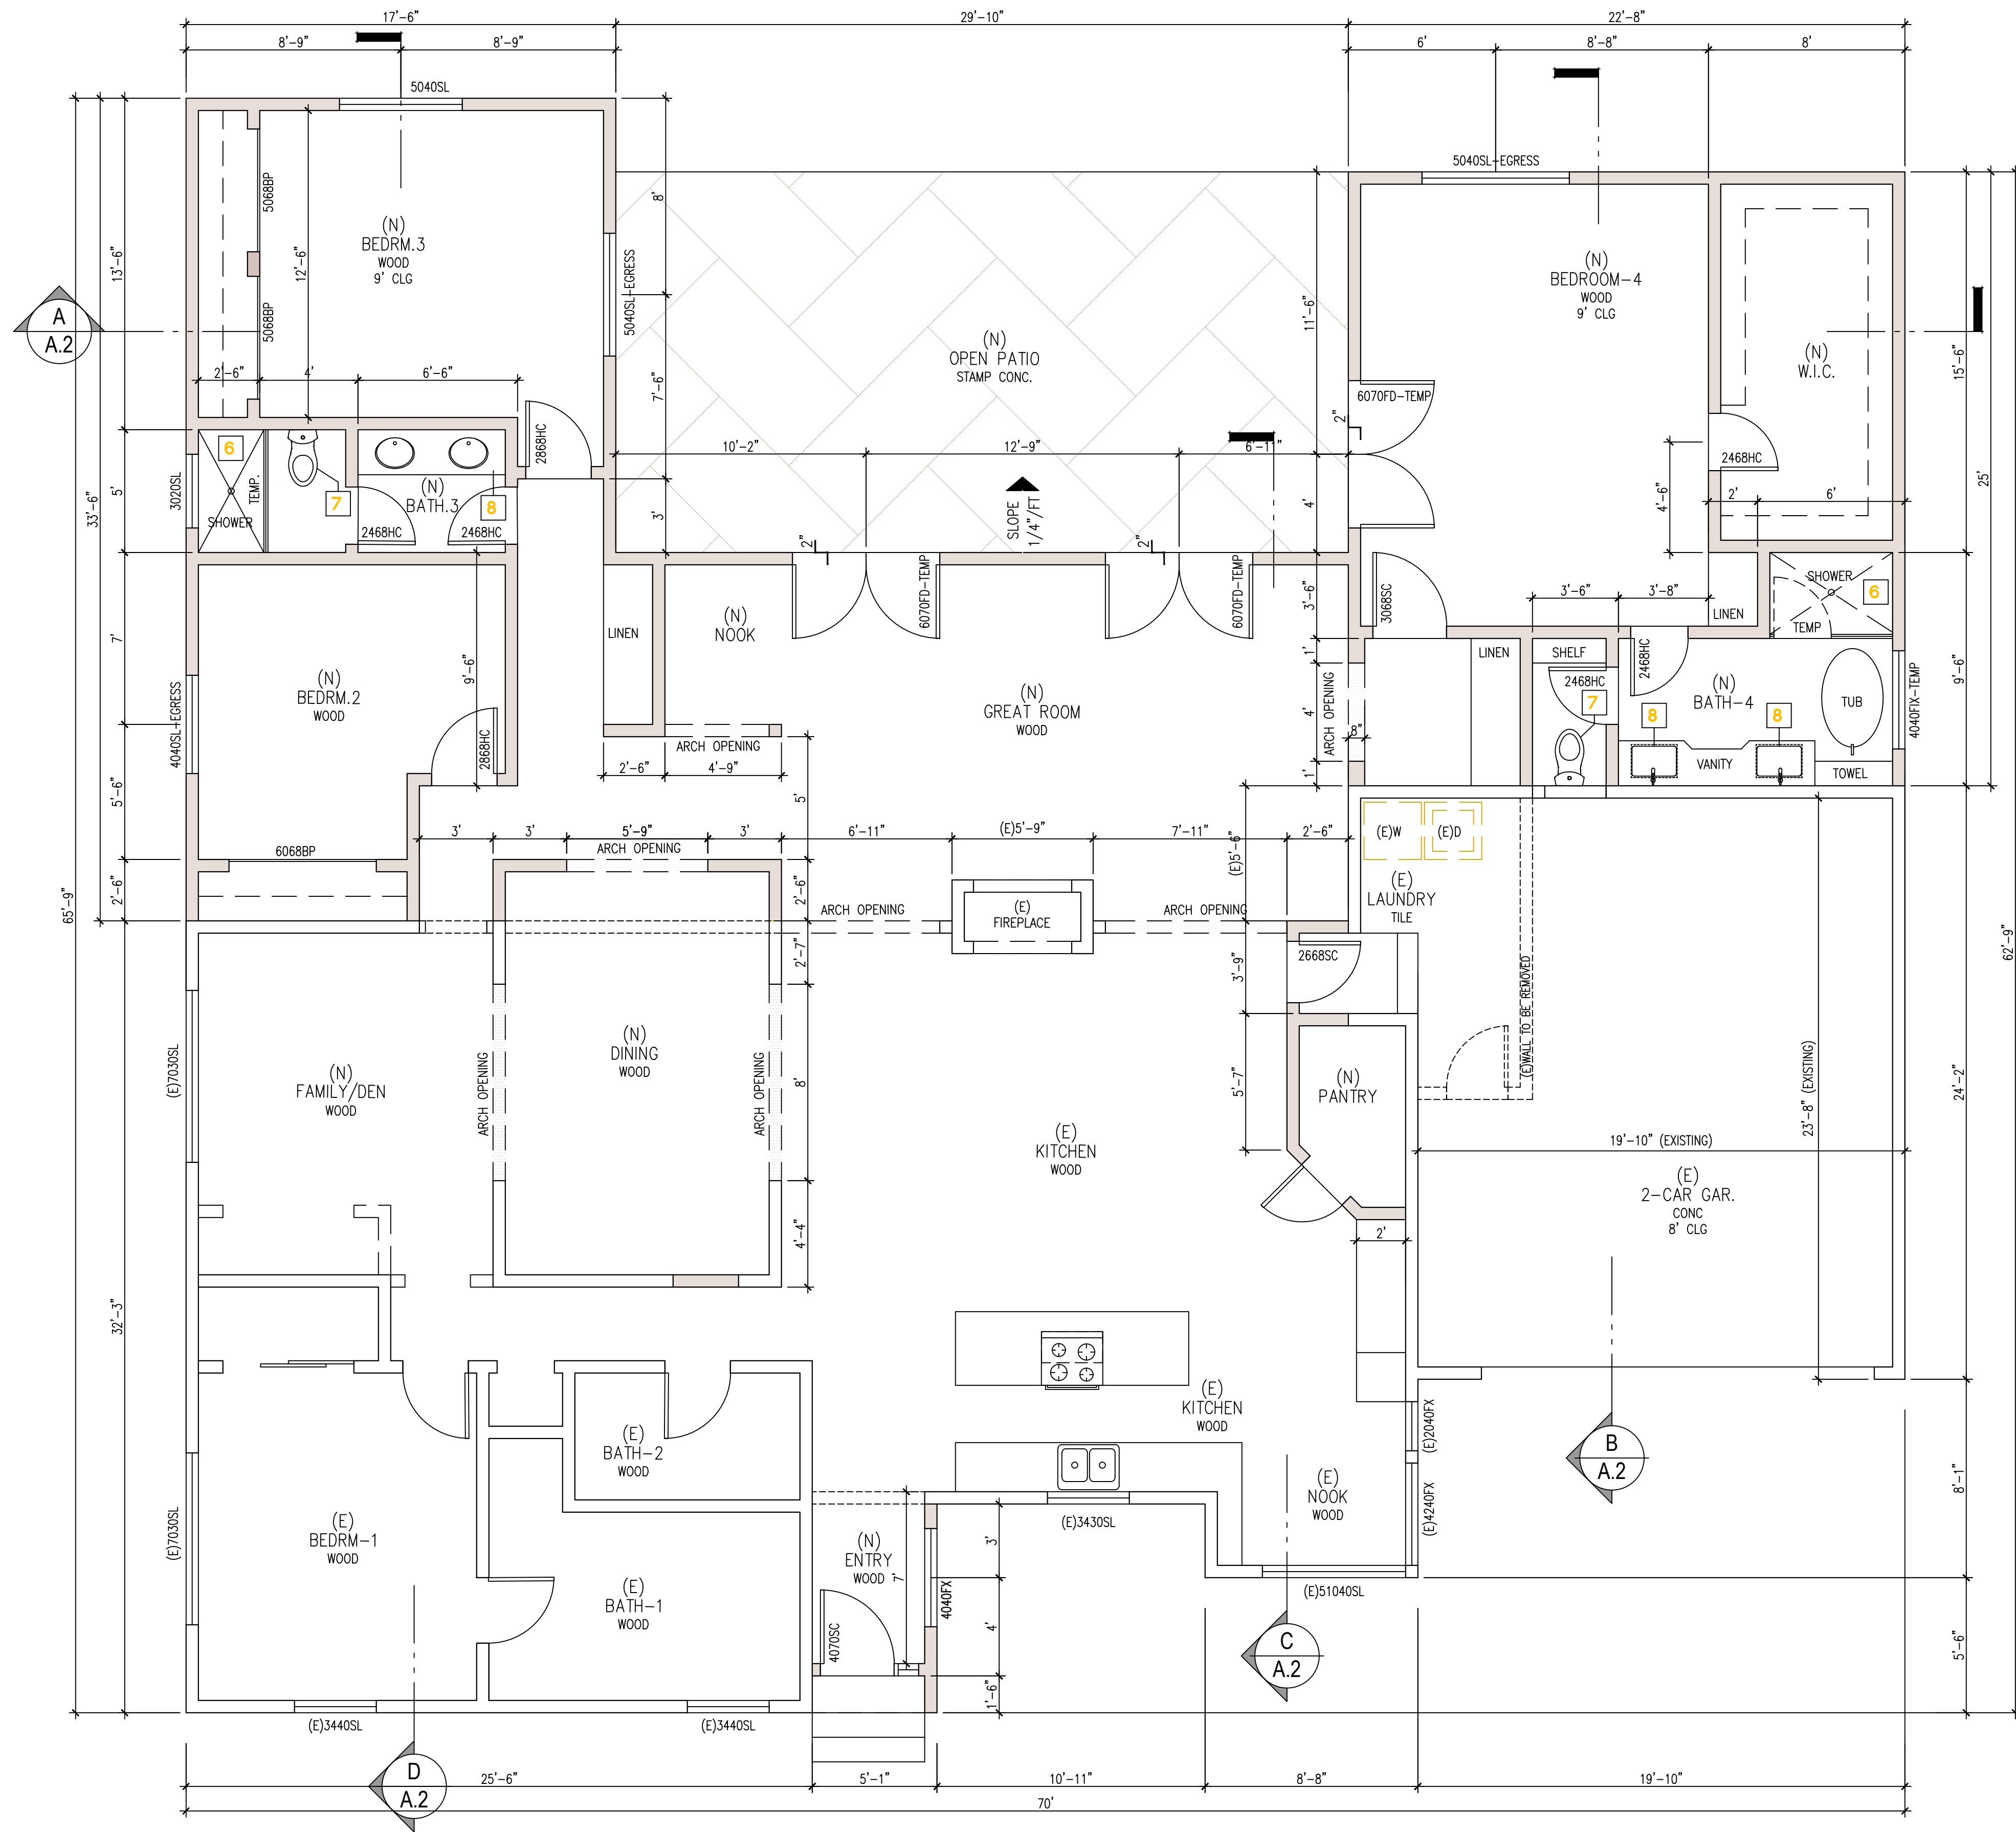 17'-6"
29'-10"
22'-8"
8'-9"
8'-9"
6'
8'-8"
8'
5040SL
5040SL-EGRESS
65'-9"
33'-6"
13'-6"
5068BP
5068BP
12'-6"
(N)
BEDRM.3
WOOD
9' CLG
8'
5040SL-EGRESS
7'-6"
3'
A
A.2
2'-6"
4'
6'-6"
(N)
OPEN PATIO
STAMP CONC.
11'-6"
4'
6070FD-TEMP
2"
(N)
BEDROOM-4
WOOD
9' CLG
(N)
W.I.C.
2468HC
4'-6"
2'
6'
15'-6"
25'
62'-9"
10'-2"
12'-9"
6'-11"
SLOPE
1/4"/FT
2"
2"
6070FD-TEMP
6070FD-TEMP
5'
3020SL
6
SHOWER
TEMP.
7
(N)
BATH.3
8
2468HC
2468HC
2868HC
7'
(N)
BEDRM.2
WOOD
9'-6"
2868HC
4040SL-EGRESS
5'-6"
6068BP
2'-6"
LINEN
(N)
NOOK
ARCH OPENING
2'-6"
4'-9"
(N)
GREAT ROOM
WOOD
3'-6"
1'
4'
1'
ARCH OPENING
8"
3068SC
3'-6"
3'-8"
LINEN
SHOWER
6
TEMP
LINEN
SHELF
2468HC
7
2468HC
(N)
BATH-4
8
8
TUB
VANITY
TOWEL
4040FIX-TEMP
9'-6"
3'
3'
5'-9"
3'
ARCH OPENING
5'
6'-11"
(E)5'-9"
7'-11"
2'-6"
(E)5'-6"
2'-6"
ARCH OPENING
(E)
FIREPLACE
ARCH OPENING
(E)W
(E)D
(E)
LAUNDRY
TILE
2668SC
3'-9"
2'-7"
(E)WALL TO BE REMOVED
32'-3"
(E)7030SL
(N)
FAMILY/DEN
WOOD
ARCH OPENING
(N)
DINING
WOOD
ARCH OPENING
8'
4'-4"
(E)
KITCHEN
WOOD
5'-7"
(N)
PANTRY
2'
19'-10" (EXISTING)
23'-8" (EXISTING)
(E)
2-CAR GAR.
CONC
8' CLG
24'-2"
(E)
KITCHEN
WOOD
(E)2040FX
(E)4240FX
(E)
NOOK
WOOD
B
A.2
8'-1"
(E)7030SL
(E)
BEDRM-1
WOOD
(E)
BATH-2
WOOD
(E)
BATH-1
WOOD
(N)
ENTRY
WOOD
7'
4070SC
4040FX
3'
4'
1'-6"
(E)3430SL
(E)51040SL
C
A.2
5'-6"
(E)3440SL
(E)3440SL
D
A.2
25'-6"
5'-1"
10'-11"
8'-8"
19'-10"
70'